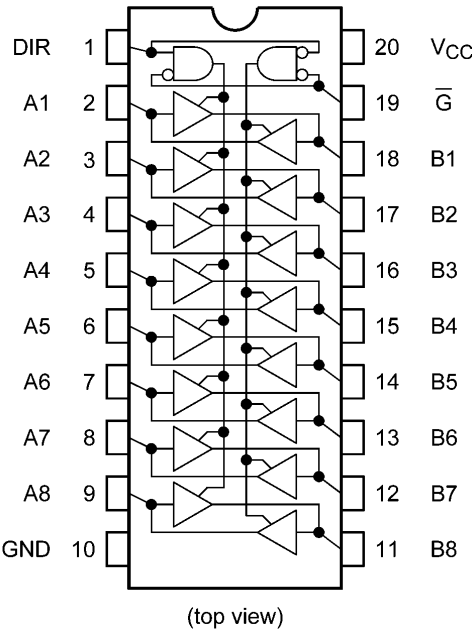 DIR 1 20 VCC
A1 2 19 G̅
A2 3 18 B1
A3 4 17 B2
A4 5 16 B3
A5 6 15 B4
A6 7 14 B5
A7 8 13 B6
A8 9 12 B7
GND 10 11 B8
(top view)